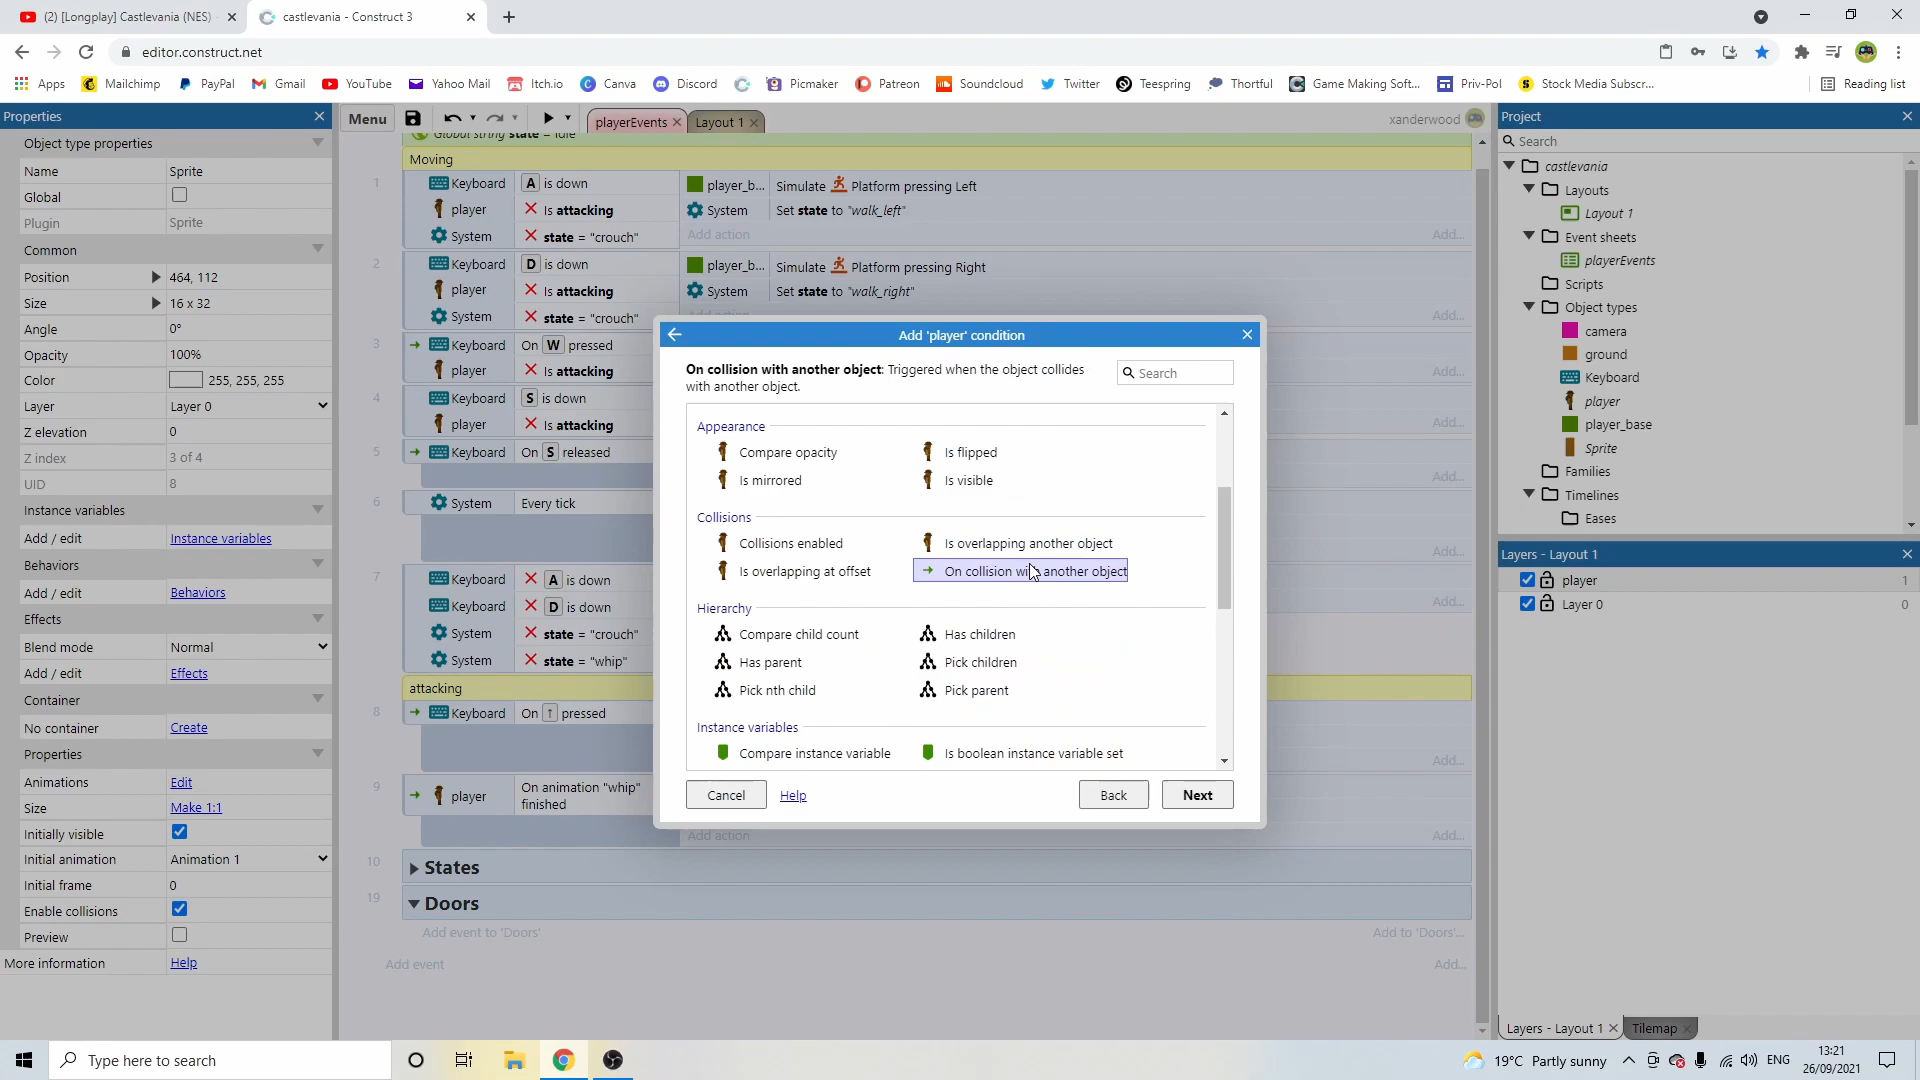 (2) [Longplay] Castlevania (NES)
castlevania - Construct 3
editor.construct.net
Apps
Mailchimp
PayPal
Gmail
YouTube
Yahoo Mail
Itch.io
Canva
Discord
Picmaker
Patreon
Soundcloud
Twitter
Teespring
Thortful
Game Making Soft...
Priv-Pol
Stock Media Subscr...
Reading list
Properties
Object type properties
Name Sprite
Global
Plugin Sprite
Common
Position 464, 112
Size 16 x 32
Angle 0°
Opacity 100%
Color 255, 255, 255
Layer Layer 0
Z elevation 0
Z index 3 of 4
UID 8
Instance variables
Add / edit Instance variables
Behaviors
Add / edit Behaviors
Effects
Blend mode Normal
Add / edit Effects
Container
No container Create
Properties
Animations Edit
Size Make 1:1
Initially visible
Initial animation Animation 1
Initial frame 0
Enable collisions
Preview
More information Help
Menu
playerEvents
Layout 1
xanderwood
Global string state = idle
Moving
1 Keyboard A is down player_b... Simulate Platform pressing Left
player Is attacking System Set state to "walk_left"
System state = "crouch" Add action Add...
2 Keyboard D is down player_b... Simulate Platform pressing Right
player Is attacking System Set state to "walk_right"
System state = "crouch" Add...
3 Keyboard On W pressed
player Is attacking Add...
4 Keyboard S is down
player Is attacking Add...
5 Keyboard On S released
Add...
6 System Every tick
Add...
7 Keyboard A is down
Keyboard D is down Add...
System state = "crouch"
System state = "whip"
attacking
8 Keyboard On ↑ pressed
Add...
9 player On animation "whip" finished
Add action Add...
10 States
19 Doors
Add event to 'Doors' Add to 'Doors'...
Add event Add...
Add 'player' condition
On collision with another object: Triggered when the object collides
with another object.
Search
Appearance
Compare opacity Is flipped
Is mirrored Is visible
Collisions
Collisions enabled Is overlapping another object
Is overlapping at offset On collision with another object
Hierarchy
Compare child count Has children
Has parent Pick children
Pick nth child Pick parent
Instance variables
Compare instance variable Is boolean instance variable set
Cancel Help Back Next
Project
Search
castlevania
Layouts
Layout 1
Event sheets
playerEvents
Scripts
Object types
camera
ground
Keyboard
player
player_base
Sprite
Families
Timelines
Eases
Layers - Layout 1
player 1
Layer 0 0
Layers - Layout 1
Tilemap
Type here to search
19°C Partly sunny
ENG
13:21
26/09/2021